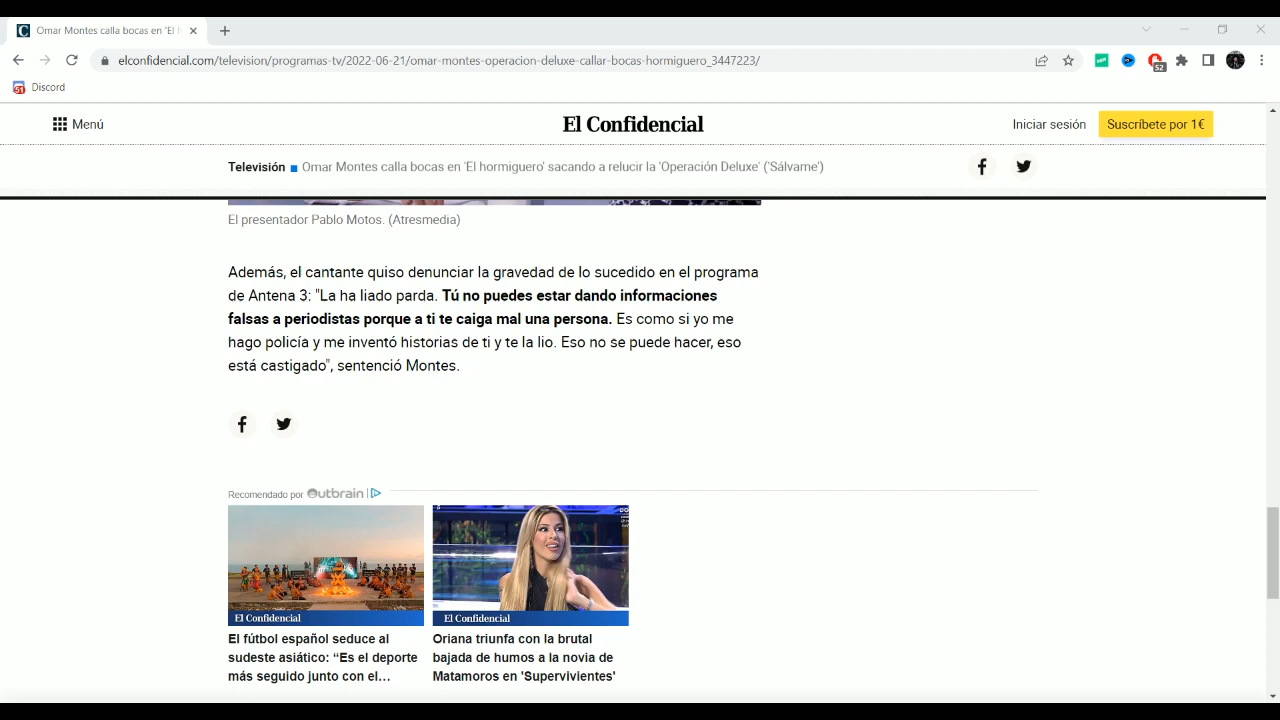 Omar Montes calla bocas en 'El
elconfidencial.com/television/programas-tv/2022-06-21/omar-montes-operacion-deluxe-callar-bocas-hormiguero_3447223/
52
51 Discord
Menú
El Confidencial
Iniciar sesión
Suscríbete por 1€
Televisión Omar Montes calla bocas en 'El hormiguero' sacando a relucir la 'Operación Deluxe' ('Sálvame')
El presentador Pablo Motos. (Atresmedia)
Además, el cantante quiso denunciar la gravedad de lo sucedido en el programa
de Antena 3: "La ha liado parda. Tú no puedes estar dando informaciones
falsas a periodistas porque a ti te caiga mal una persona. Es como si yo me
hago policía y me inventó historias de ti y te la lio. Eso no se puede hacer, eso
está castigado", sentenció Montes.
Recomendado por Outbrain
El Confidencial
El fútbol español seduce al
sudeste asiático: “Es el deporte
más seguido junto con el…
El Confidencial
Oriana triunfa con la brutal
bajada de humos a la novia de
Matamoros en 'Supervivientes'